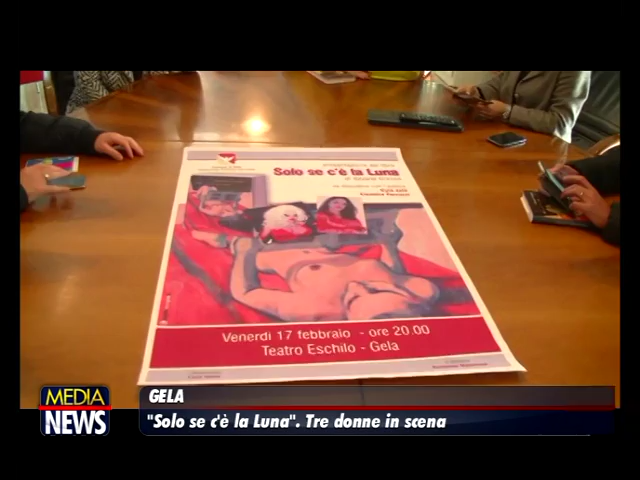 Solo se c'è la Luna
Venerdì 17 febbraio - ore 20.00
Teatro Eschilo - Gela
MEDIA
NEWS
GELA
"Solo se c'è la Luna". Tre donne in scena